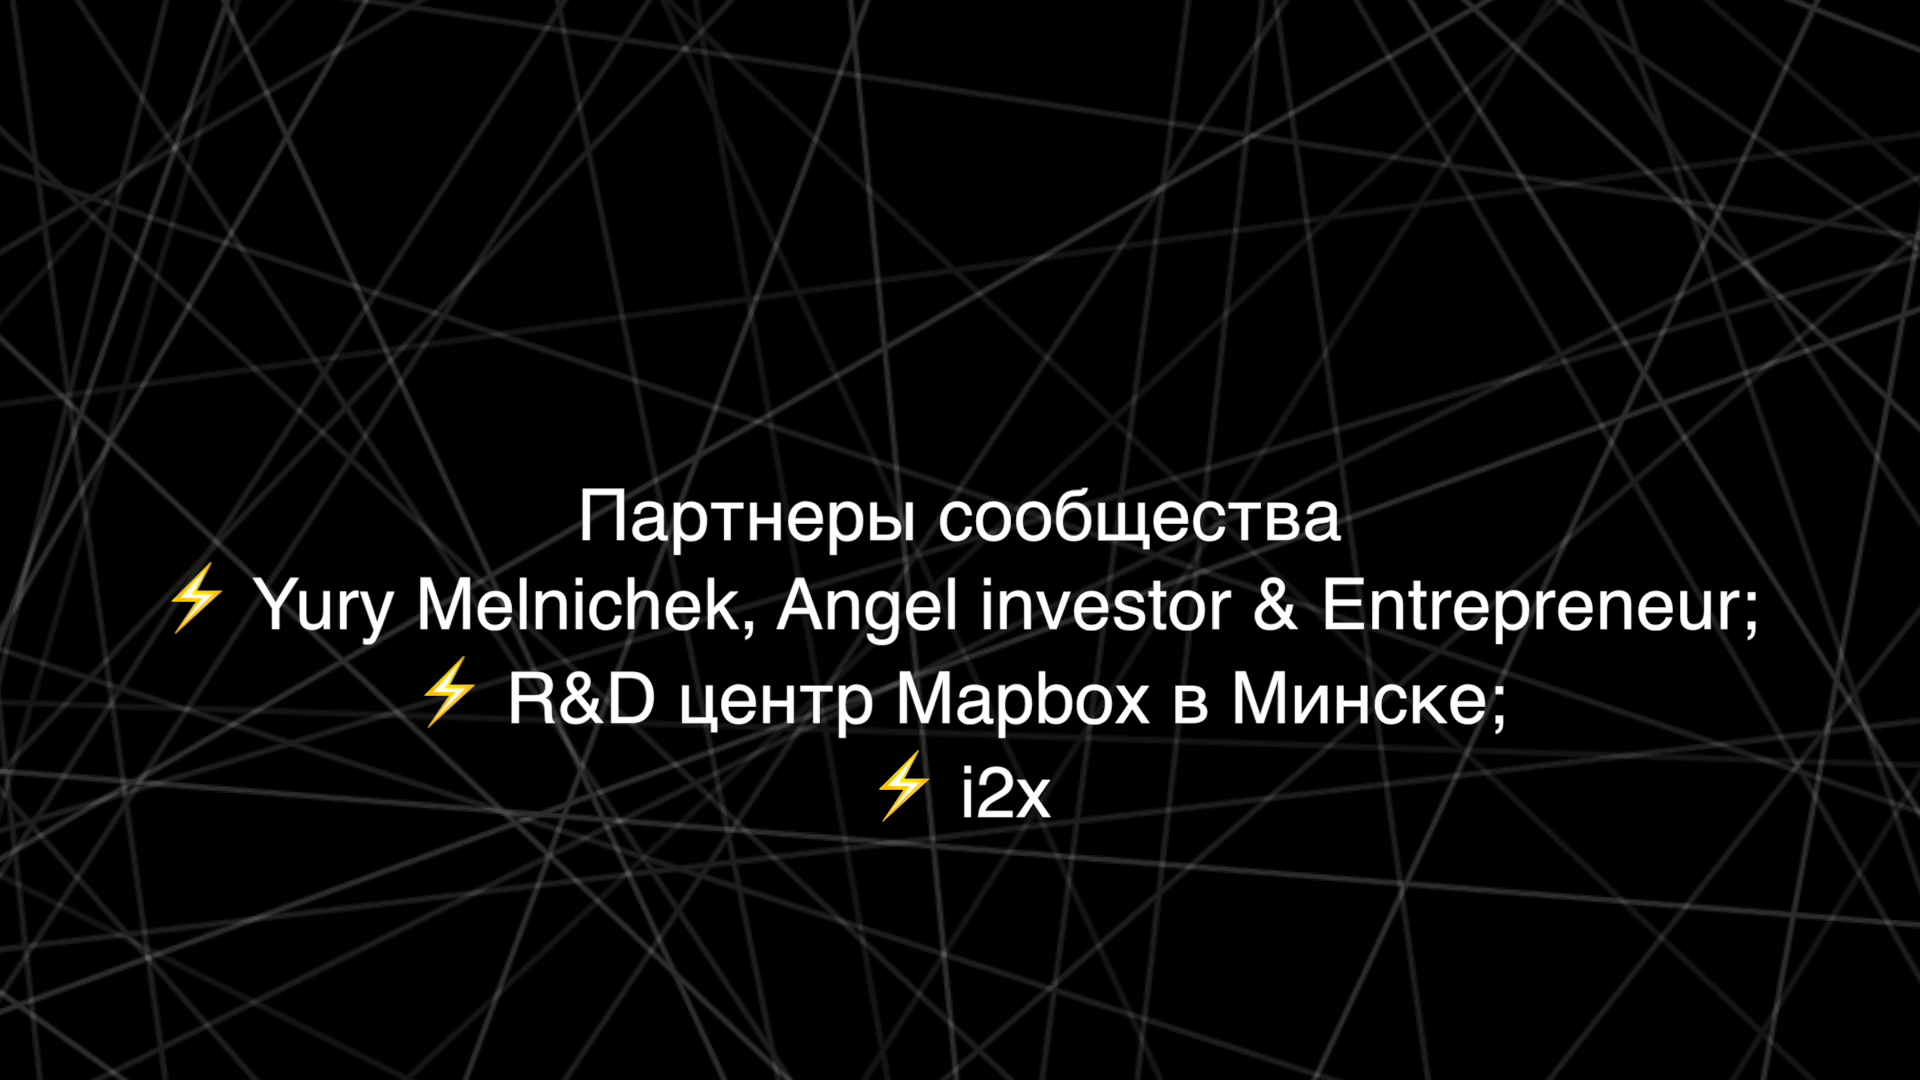 Партнеры сообщества
⚡ Yury Melnichek, Angel investor & Entrepreneur;
⚡ R&D центр Mapbox в Минске;
⚡ i2x